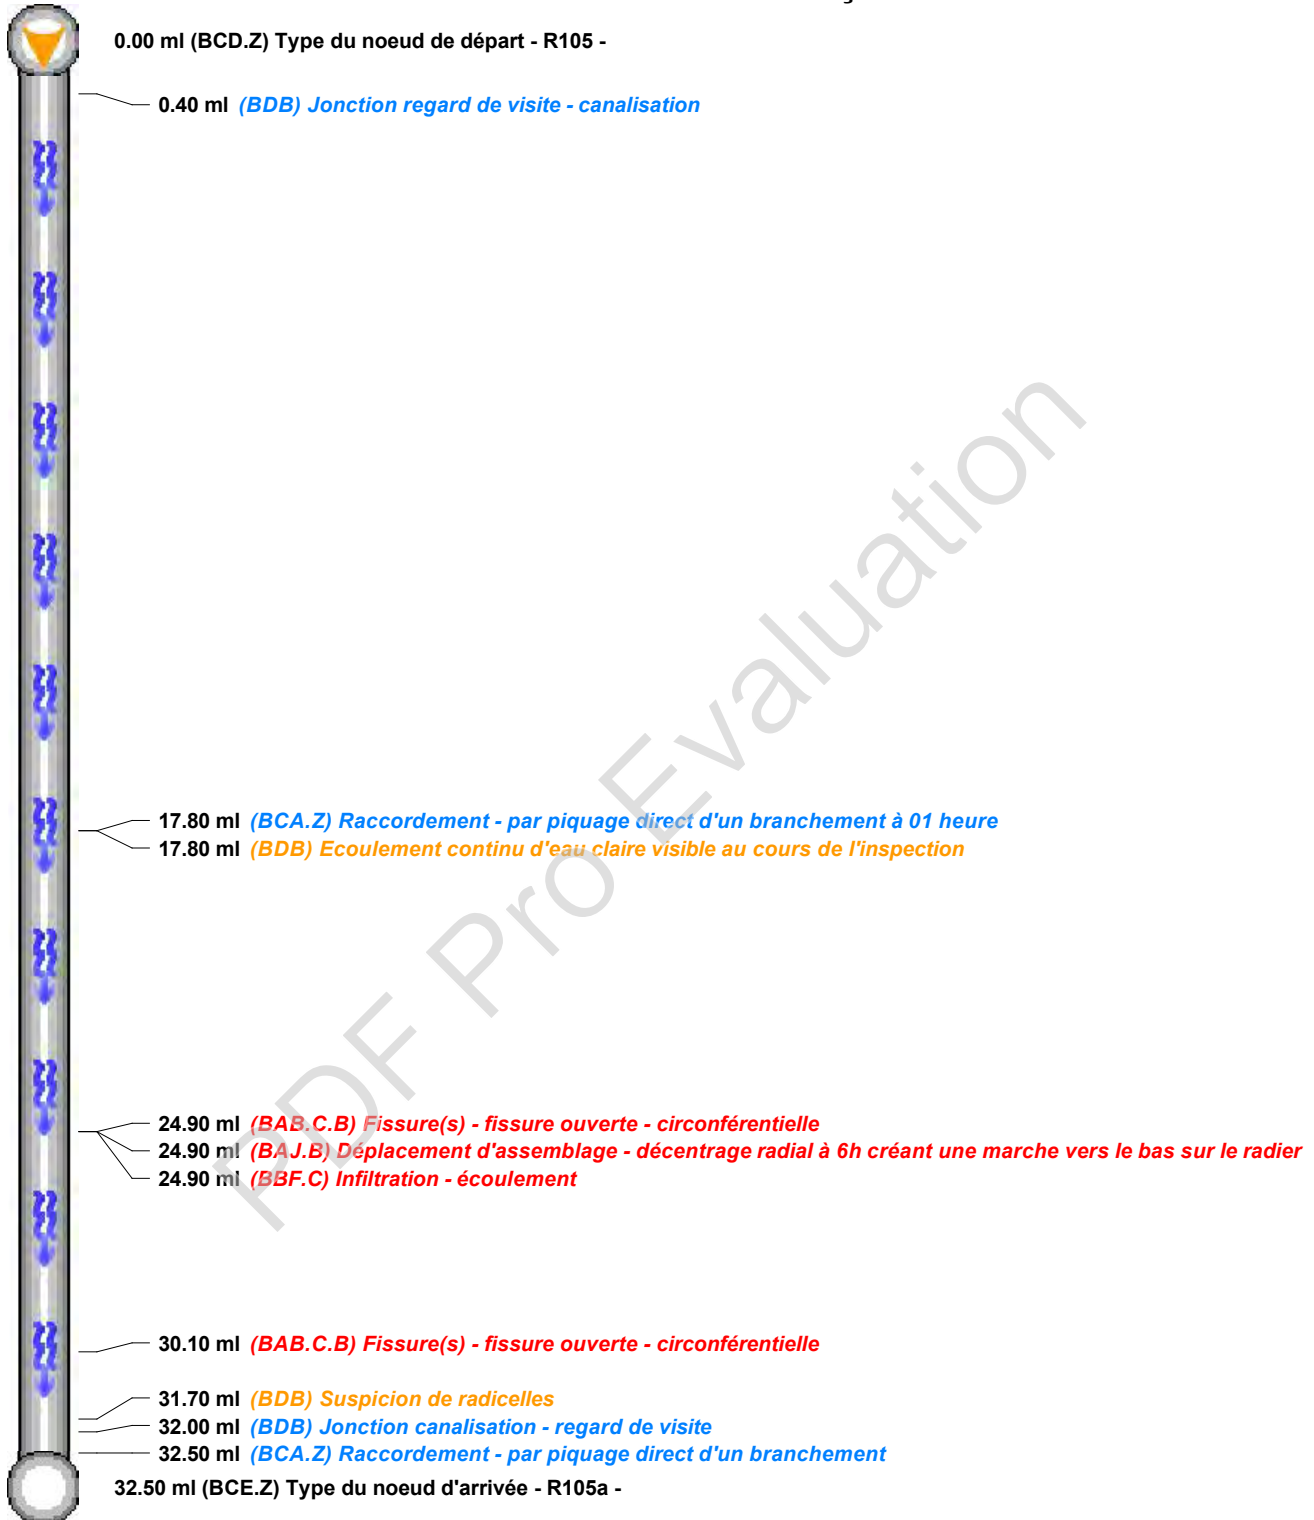 0.00 ml (BCD.Z) Type du noeud de départ - R105 -
0.40 ml (BDB) Jonction regard de visite - canalisation
17.80 ml (BCA.Z) Raccordement - par piquage direct d'un branchement à 01 heure
17.80 ml (BDB) Ecoulement continu d'eau claire visible au cours de l'inspection
24.90 ml (BAB.C.B) Fissure(s) - fissure ouverte - circonférentielle
24.90 ml (BAJ.B) Déplacement d'assemblage - décentrage radial à 6h créant une marche vers le bas sur le radier
24.90 ml (BBF.C) Infiltration - écoulement
30.10 ml (BAB.C.B) Fissure(s) - fissure ouverte - circonférentielle
31.70 ml (BDB) Suspicion de radicelles
32.00 ml (BDB) Jonction canalisation - regard de visite
32.50 ml (BCA.Z) Raccordement - par piquage direct d'un branchement
32.50 ml (BCE.Z) Type du noeud d'arrivée - R105a -
PDF Pro Evaluation